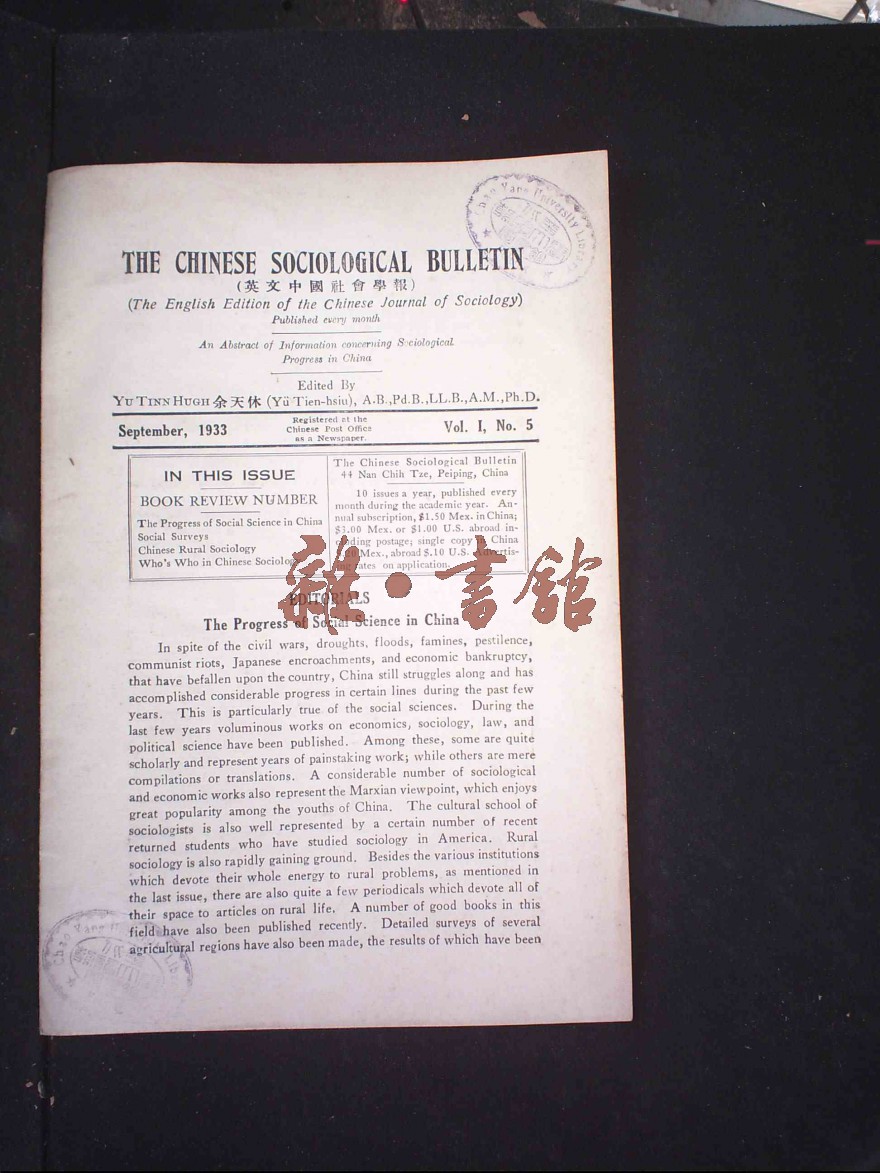 Chao Yang University Library
THE CHINESE SOCIOLOGICAL BULLETIN
(英文中國社會學報)
(The English Edition of the Chinese Journal of Sociology)
Published every month
An Abstract of Information concerning Sociological
Progress in China
Edited By
YU TINN HUGH 余天休 (Yü Tien-hsiu), A.B.,Pd.B.,LL.B.,A.M.,Ph.D.
September, 1933
Registered at the
Chinese Post Office
as a Newspaper.
Vol. I, No. 5
IN THIS ISSUE
BOOK REVIEW NUMBER
The Progress of Social Science in China
Social Surveys
Chinese Rural Sociology
Who's Who in Chinese Sociology
The Chinese Sociological Bulletin
44 Nan Chih Tze, Peiping, China
10 issues a year, published every
month during the academic year. An-
nual subscription, $1.50 Mex. in China;
$3.00 Mex. or $1.00 U.S. abroad in-
cluding postage; single copy in China
Mex., abroad $.10 U.S. Advertis-
ing rates on application.
雜·書館
EDITORIALS
The Progress of Social Science in China
In spite of the civil wars, droughts, floods, famines, pestilence,
communist riots, Japanese encroachments, and economic bankruptcy,
that have befallen upon the country, China still struggles along and has
accomplished considerable progress in certain lines during the past few
years. This is particularly true of the social sciences. During the
last few years voluminous works on economics, sociology, law, and
political science have been published. Among these, some are quite
scholarly and represent years of painstaking work; while others are mere
compilations or translations. A considerable number of sociological
and economic works also represent the Marxian viewpoint, which enjoys
great popularity among the youths of China. The cultural school of
sociologists is also well represented by a certain number of recent
returned students who have studied sociology in America. Rural
sociology is also rapidly gaining ground. Besides the various institutions
which devote their whole energy to rural problems, as mentioned in
the last issue, there are also quite a few periodicals which devote all of
their space to articles on rural life. A number of good books in this
field have also been published recently. Detailed surveys of several
agricultural regions have also been made, the results of which have been
Chao Yang